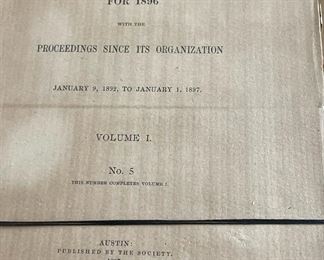 FOR 1896
WITH THE
PROCEEDINGS SINCE ITS ORGANIZATION
JANUARY 9, 1892, TO JANUARY 1, 1897.
VOLUME I.
No. 5
THIS NUMBER COMPLETES VOLUME I.
AUSTIN:
PUBLISHED BY THE SOCIETY.